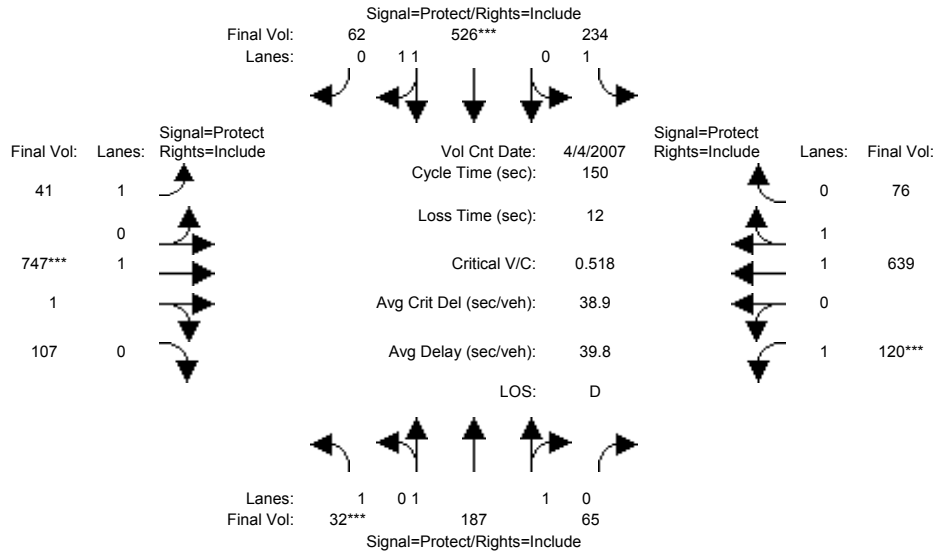 Signal=Protect/Rights=Include
Final Vol: 62 526*** 234
Lanes: 0 1 1 0 1
Signal=Protect
Final Vol: Lanes: Rights=Include
Vol Cnt Date: 4/4/2007
Signal=Protect
Rights=Include Lanes: Final Vol:
Cycle Time (sec): 150
41 1
0 76
Loss Time (sec): 12
0
1
747*** 1
Critical V/C: 0.518
1 639
1
Avg Crit Del (sec/veh): 38.9
0
107 0
Avg Delay (sec/veh): 39.8
1 120***
LOS: D
Lanes: 1 0 1 1 0
Final Vol: 32*** 187 65
Signal=Protect/Rights=Include